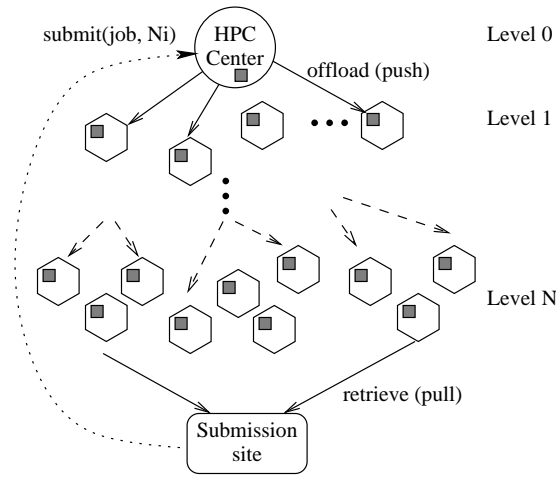 submit(job, Ni)
HPC
Center
Level 0
offload (push)
Level 1
Level N
retrieve (pull)
Submission
site